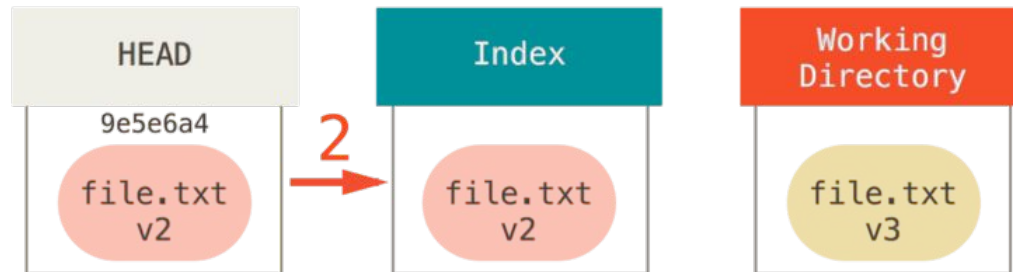 HEAD
Index
Working
Directory
9e5e6a4
2
file.txt
v2
file.txt
v2
file.txt
v3